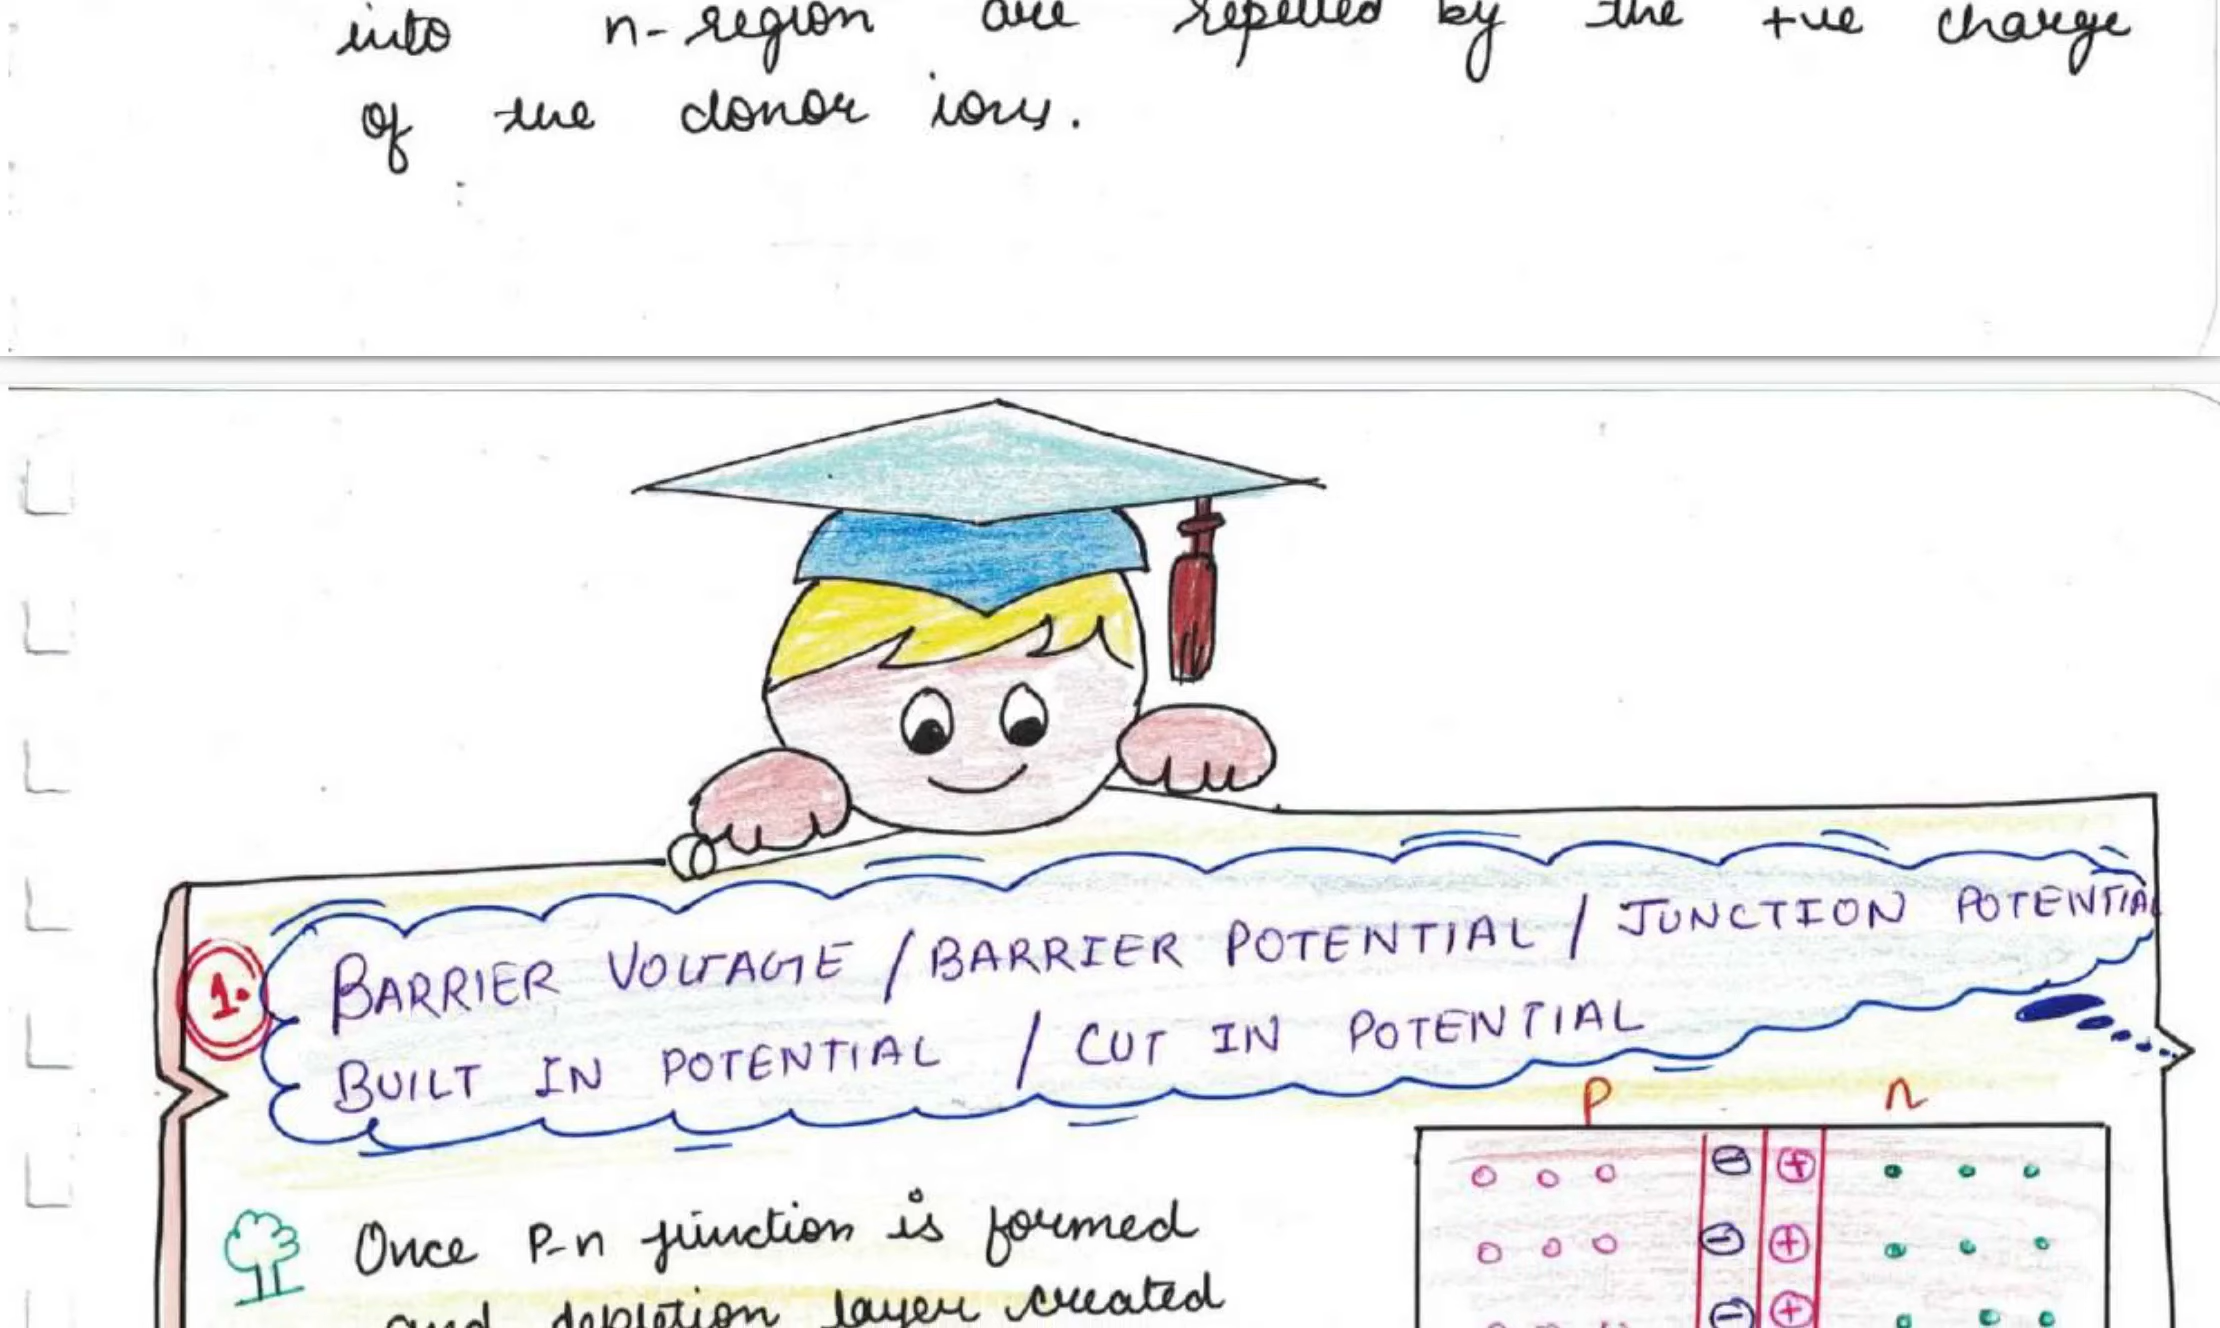 into n-region are repelled by the +ve charge
of the donor ions.
1.
BARRIER VOLTAGE / BARRIER POTENTIAL / JUNCTION POTENTIAL
BUILT IN POTENTIAL / CUT IN POTENTIAL
P n
Once P-n junction is formed
and depletion layer created